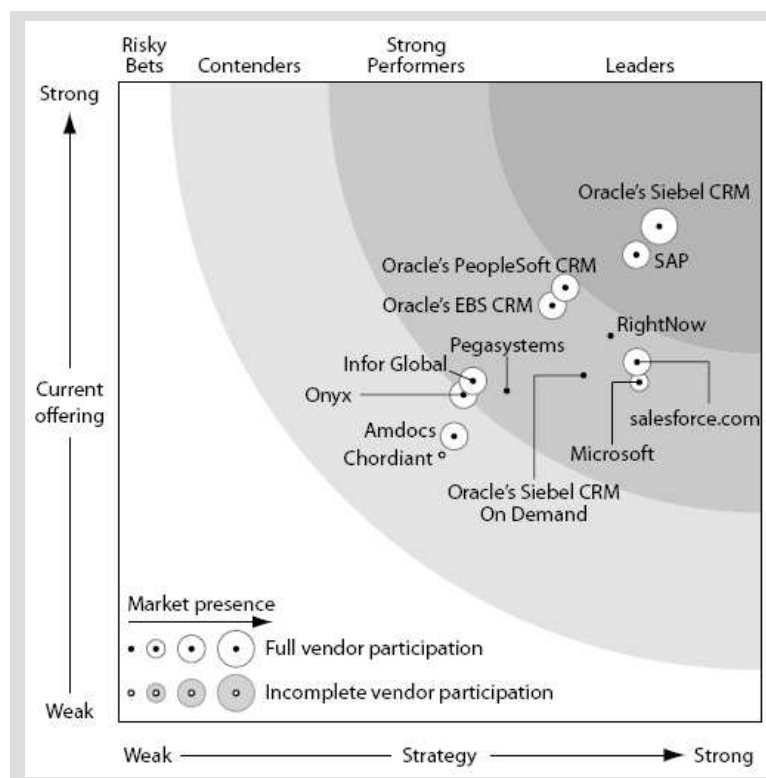 Risky
Bets
Contenders
Strong
Performers
Leaders
Strong
Oracle’s Siebel CRM
SAP
Oracle’s PeopleSoft CRM
Oracle’s EBS CRM
RightNow
Pegasystems
Infor Global
Onyx
Current
offering
salesforce.com
Amdocs
Microsoft
Chordiant
Oracle’s Siebel CRM
On Demand
Market presence
Full vendor participation
Incomplete vendor participation
Weak
Weak
Strategy
Strong